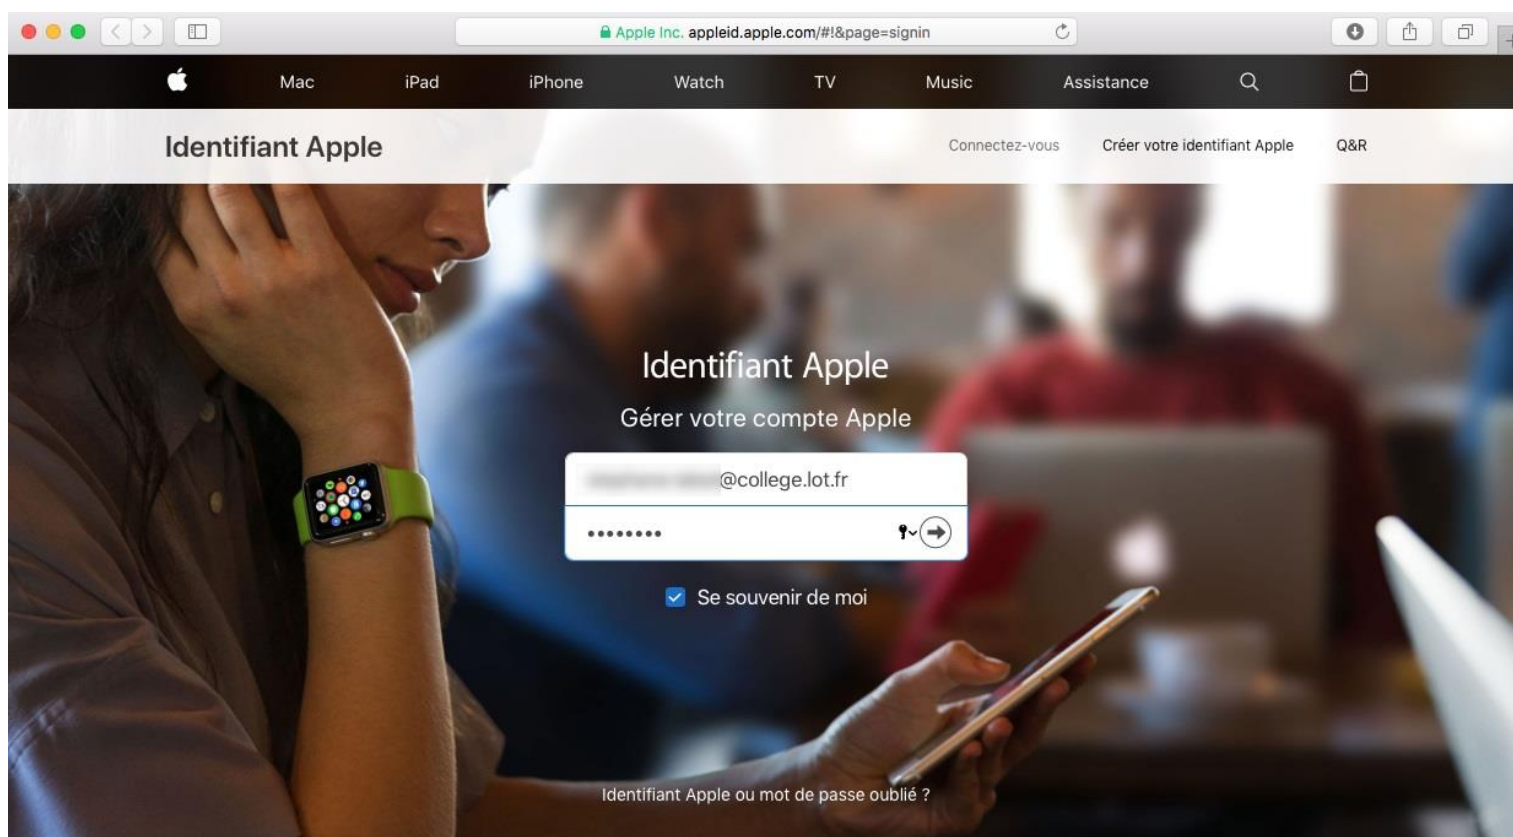 Apple Inc. appleid.apple.com/#!&page=signin
Mac iPad iPhone Watch TV Music Assistance
Identifiant Apple
Connectez-vous Créer votre identifiant Apple Q&R
Identifiant Apple
Gérer votre compte Apple
@college.lot.fr
••••••••
Se souvenir de moi
Identifiant Apple ou mot de passe oublié ?